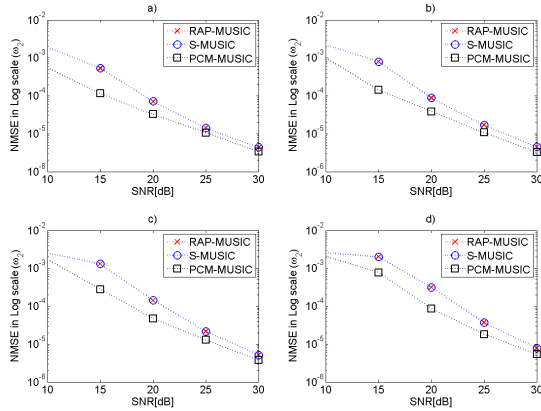 a)
NMSE in Log scale (ω₂)
10⁻²
10⁻³
10⁻⁴
10⁻⁵
10⁻⁶
RAP-MUSIC
S-MUSIC
PCM-MUSIC
10 15 20 25 30
SNR[dB]
b)
NMSE in Log scale (ω₂)
10⁻²
10⁻³
10⁻⁴
10⁻⁵
10⁻⁶
RAP-MUSIC
S-MUSIC
PCM-MUSIC
10 15 20 25 30
SNR[dB]
c)
NMSE in Log scale (ω₂)
10⁻²
10⁻³
10⁻⁴
10⁻⁵
10⁻⁶
RAP-MUSIC
S-MUSIC
PCM-MUSIC
10 15 20 25 30
SNR[dB]
d)
NMSE in Log scale (ω₂)
10⁻²
10⁻³
10⁻⁴
10⁻⁵
10⁻⁶
RAP-MUSIC
S-MUSIC
PCM-MUSIC
10 15 20 25 30
SNR[dB]